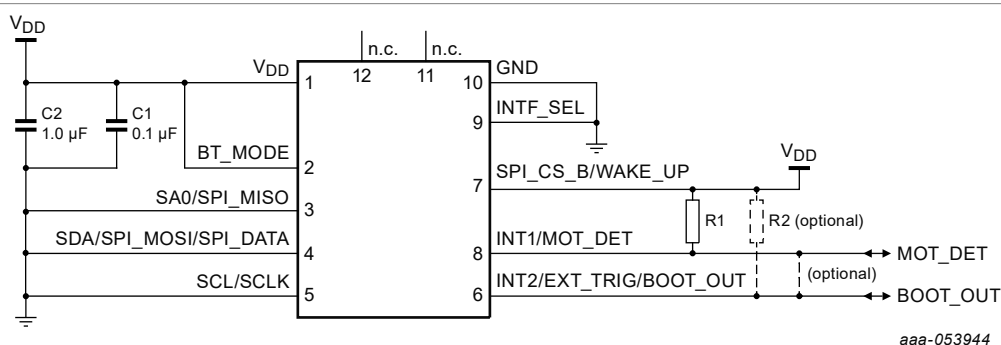 VDD
n.c.
n.c.
VDD
1
12
11
10
GND
C2
1.0 µF
C1
0.1 µF
9
INTF_SEL
BT_MODE
2
SPI_CS_B/WAKE_UP
7
VDD
SA0/SPI_MISO
3
R1
R2 (optional)
SDA/SPI_MOSI/SPI_DATA
4
8
INT1/MOT_DET
MOT_DET
(optional)
SCL/SCLK
5
6
INT2/EXT_TRIG/BOOT_OUT
BOOT_OUT
aaa-053944